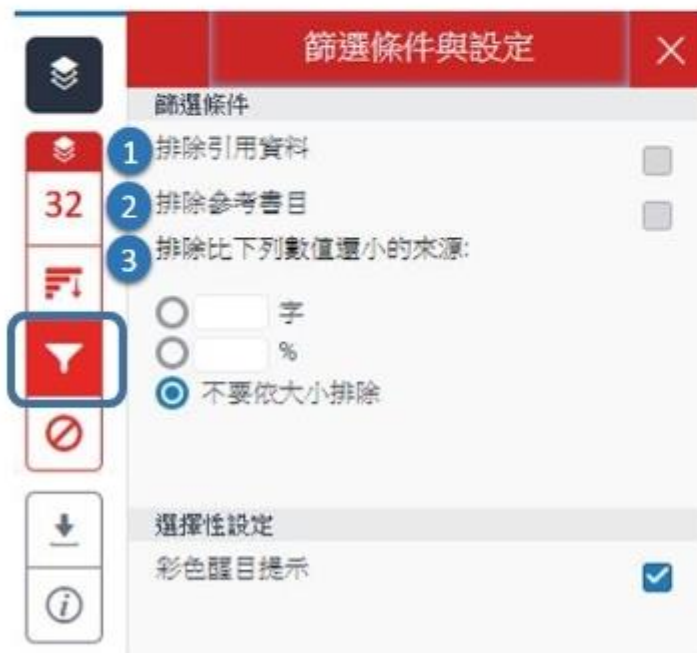 篩選條件與設定
篩選條件
1 排除引用資料
32
2 排除參考書目
3 排除比下列數值還小的來源:
字
%
不要依大小排除
選擇性設定
彩色醒目提示
i